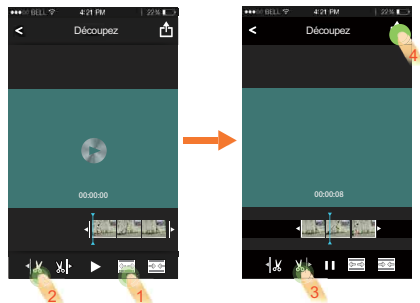 BELL 4:21 PM 22%
< Découpez
00:00:00
2
1
BELL 4:21 PM 22%
< Découpez
4
00:00:08
3